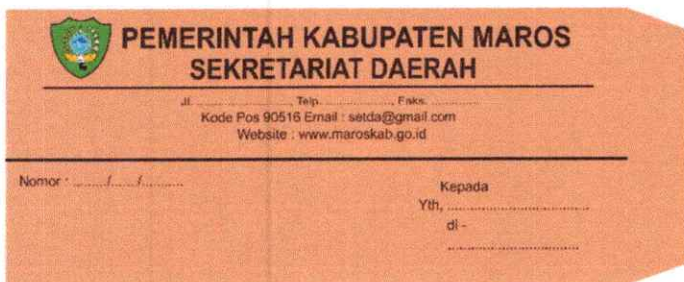 PEMERINTAH KABUPATEN MAROS
SEKRETARIAT DAERAH
Jl. ........................., Telp. ...................., Faks. ..............
Kode Pos 90516 Email : setda@gmail.com
Website : www.maroskab.go.id
Nomor : ........./......./............
Kepada
Yth, ........................................
di -
........................................